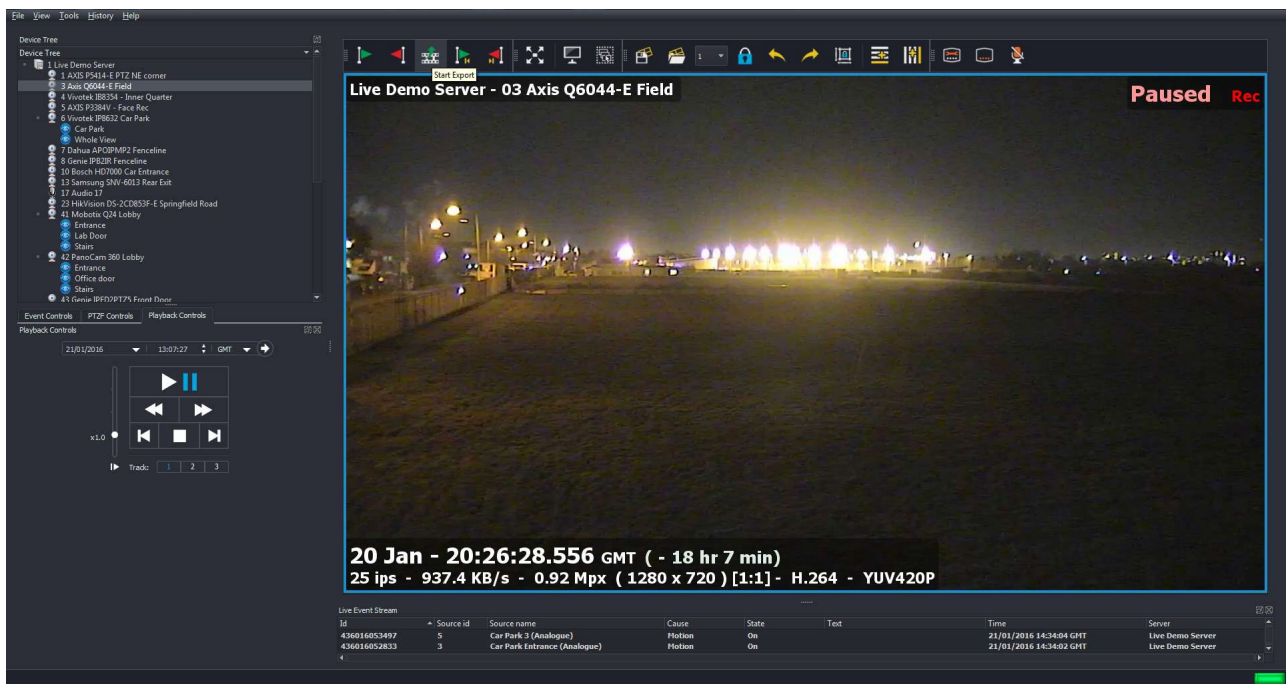 File View Tools History Help
Device Tree
Device Tree
1 Live Demo Server
1 AXIS P5414-E PTZ NE corner
3 Axis Q6044-E Field
4 Vivotek IB8354 - Inner Quarter
5 AXIS P3384V - Face Rec
6 Vivotek IP8632 Car Park
Car Park
Whole View
7 Dahua APOIPMP2 Fenceline
8 Genie IPB2IR Fenceline
10 Bosch HD7000 Car Entrance
13 Samsung SNV-6013 Rear Exit
17 Audio 17
23 HikVision DS-2CD853F-E Springfield Road
41 Mobotix Q24 Lobby
Entrance
Lab Door
Stairs
42 PanoCam 360 Lobby
Entrance
Office door
Stairs
43 Genie IPFD2PTZ5 Front Door
Event Controls PTZF Controls Playback Controls
Playback Controls
21/01/2016 13:07:27 GMT
x1.0
Track: 1 2 3
1
Start Export
Live Demo Server - 03 Axis Q6044-E Field
Paused Rec
20 Jan - 20:26:28.556 GMT ( - 18 hr 7 min)
25 ips - 937.4 KB/s - 0.92 Mpx ( 1280 x 720 ) [1:1] - H.264 - YUV420P
Live Event Stream
Id Source id Source name Cause State Text Time Server
436016053497 5 Car Park 3 (Analogue) Motion On 21/01/2016 14:34:04 GMT Live Demo Server
436016052833 3 Car Park Entrance (Analogue) Motion On 21/01/2016 14:34:02 GMT Live Demo Server